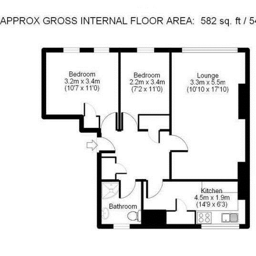 APPROX GROSS INTERNAL FLOOR AREA: 582 sq. ft / 54
Bedroom
3.2m x 3.4m
(10'7 x 11'0)
Bedroom
2.2m x 3.4m
(7'2 x 11'0)
Lounge
3.3m x 5.5m
(10'10 x 17'10)
Kitchen
4.5m x 1.9m
(14'9 x 6'3)
Bathroom